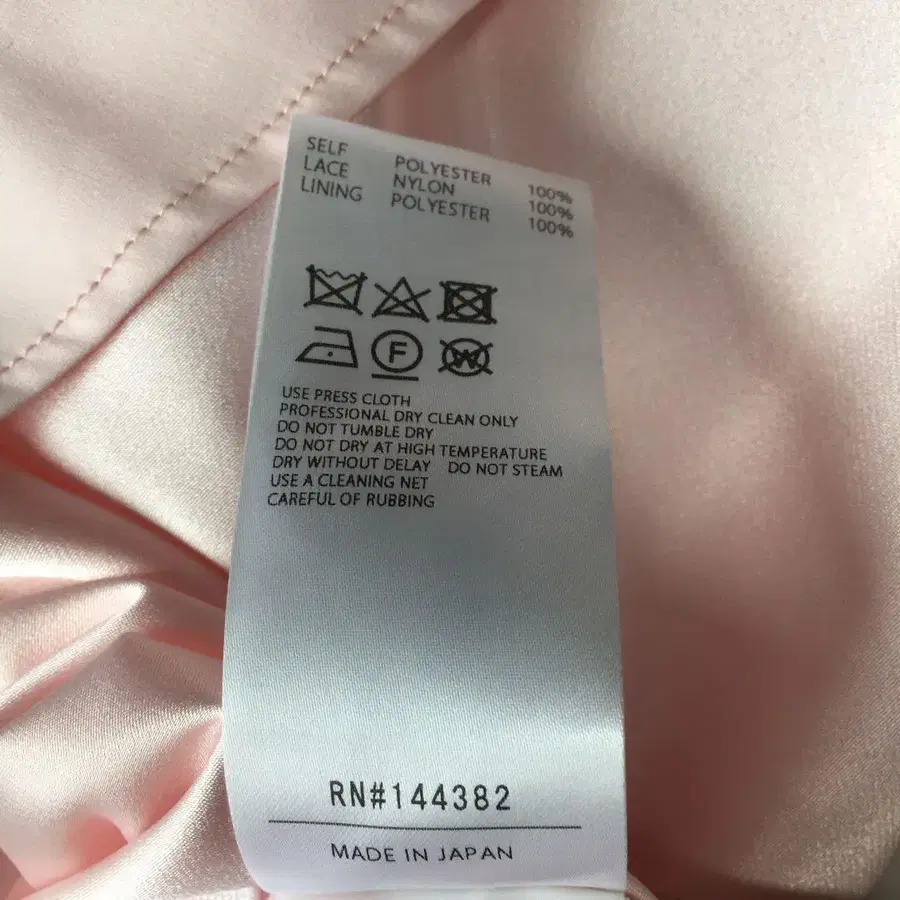 SELF POLYESTER 100%
LACE NYLON 100%
LINING POLYESTER 100%
F W
USE PRESS CLOTH
PROFESSIONAL DRY CLEAN ONLY
DO NOT TUMBLE DRY
DO NOT DRY AT HIGH TEMPERATURE
DRY WITHOUT DELAY DO NOT STEAM
USE A CLEANING NET
CAREFUL OF RUBBING
RN#144382
MADE IN JAPAN